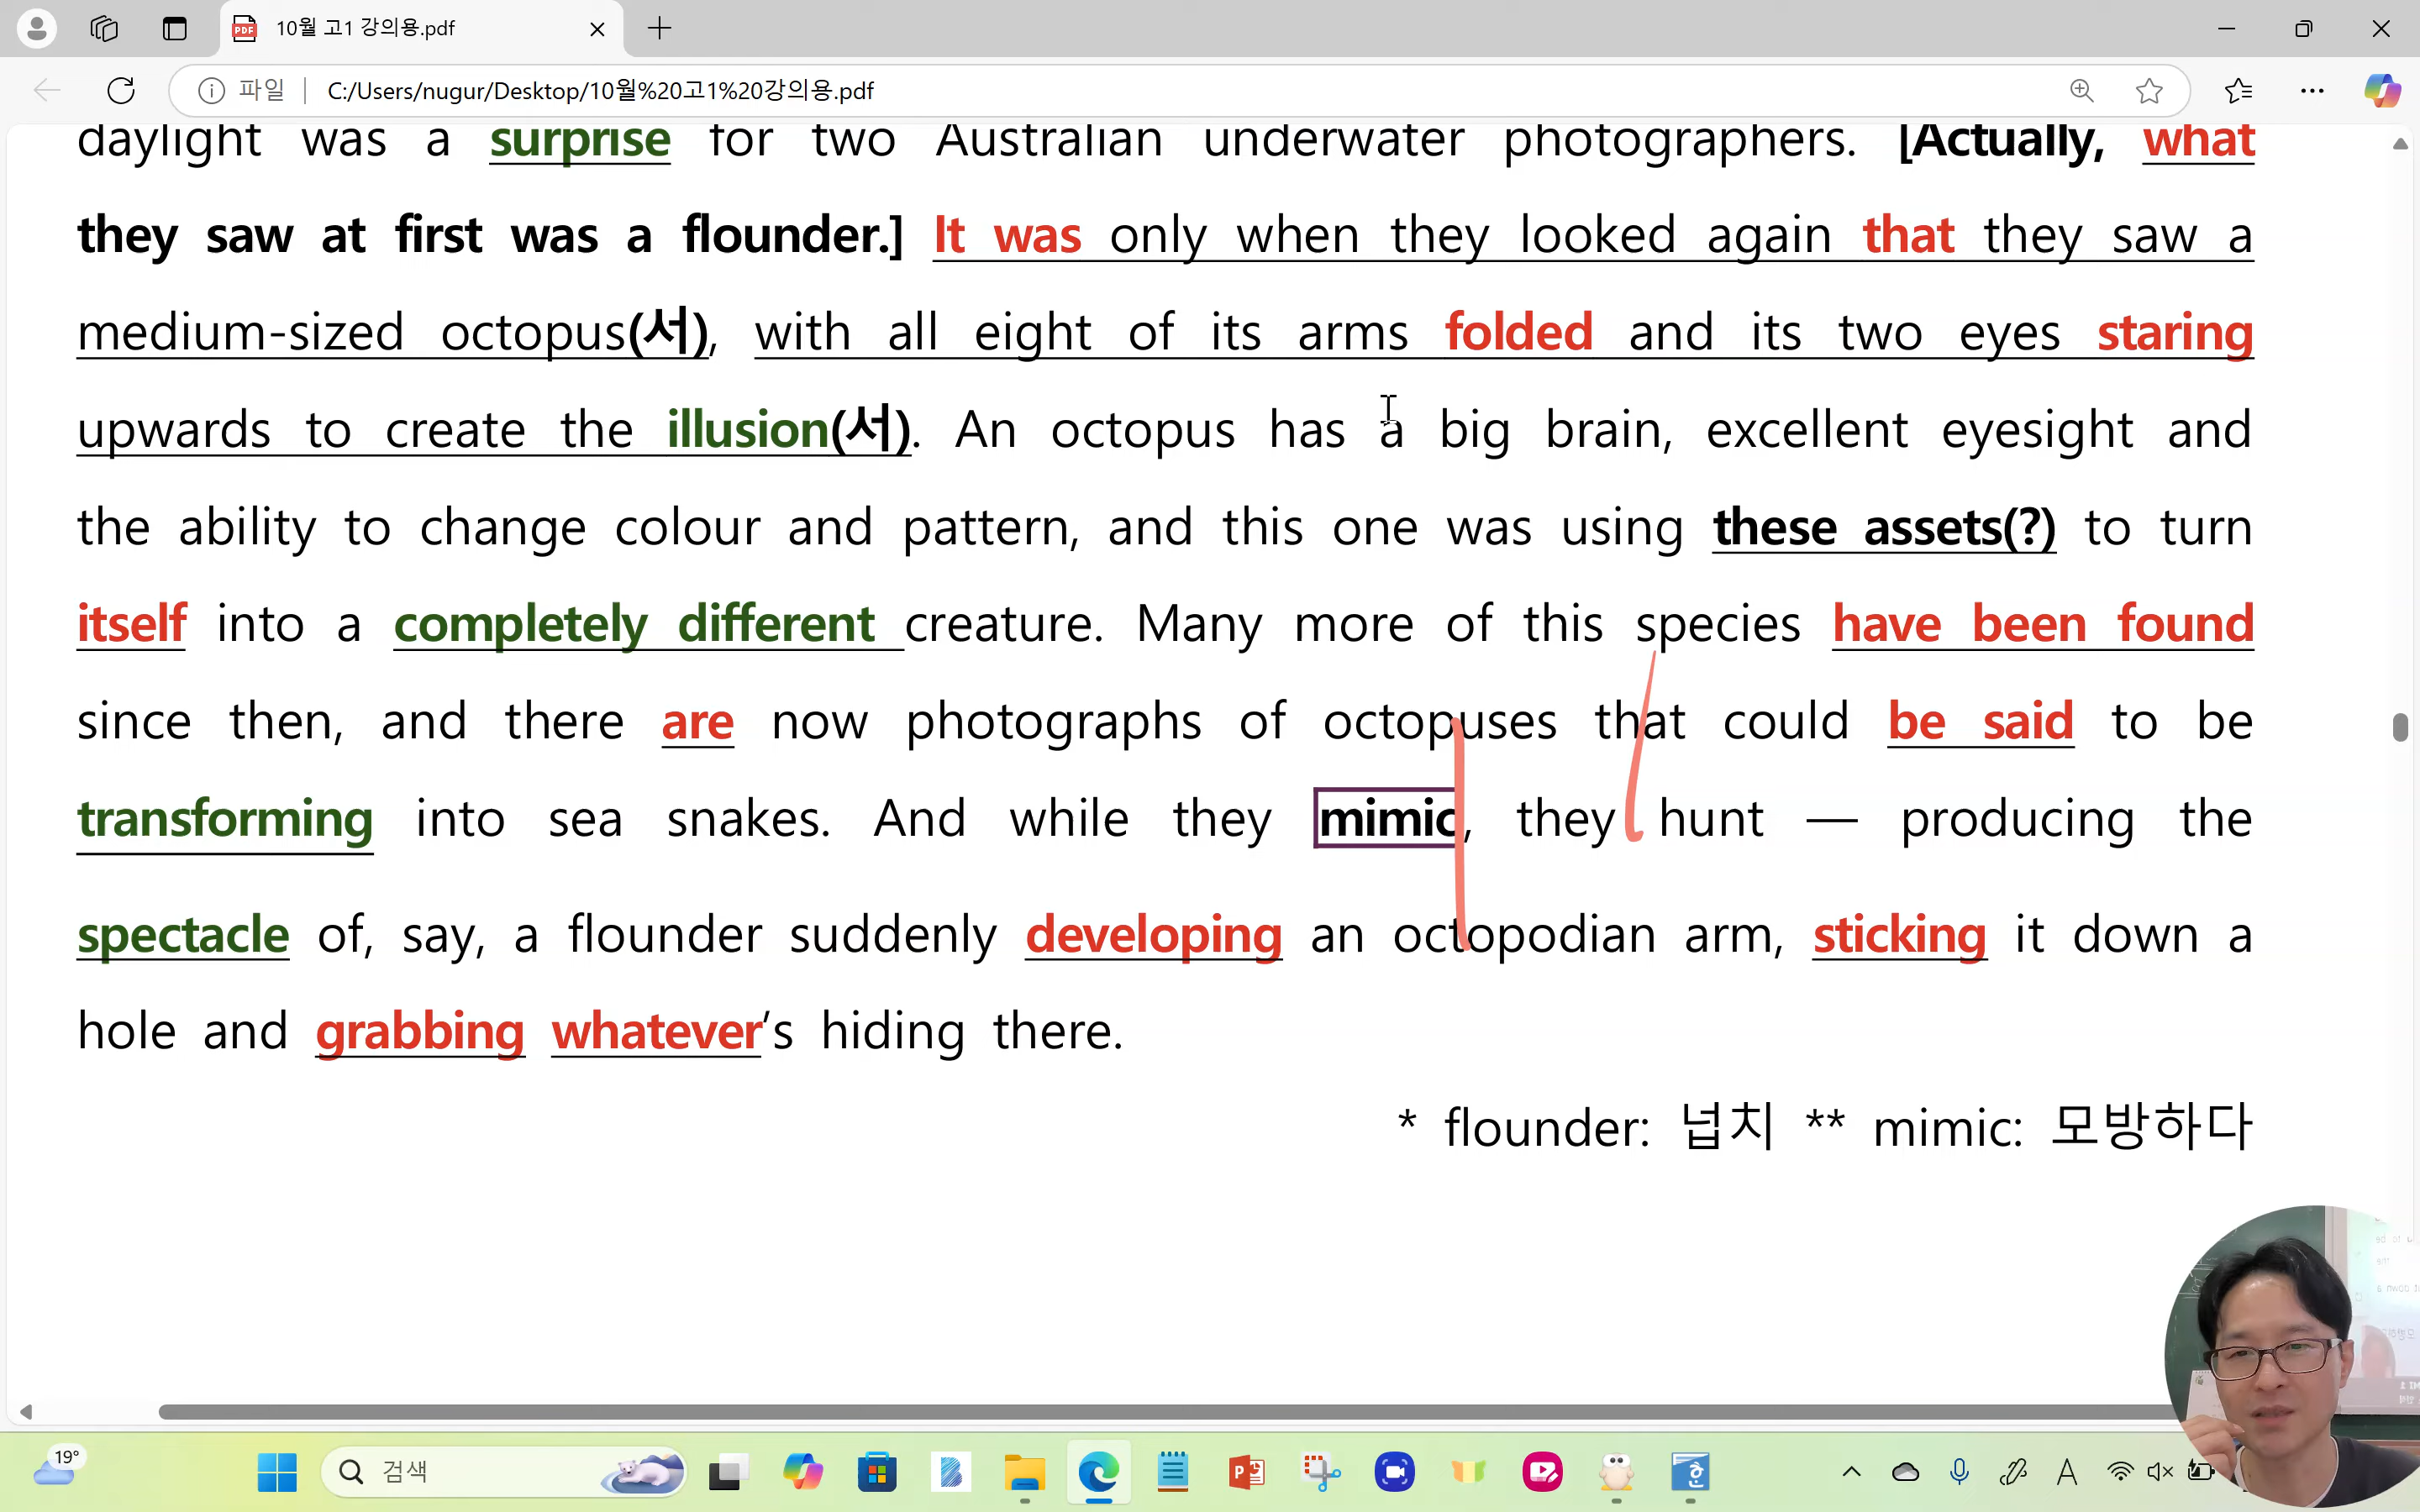 10월 고1 강의용.pdf
파일 C:/Users/nugur/Desktop/10월%20고1%20강의용.pdf
daylight was a surprise for two Australian underwater photographers. [Actually, what
they saw at first was a flounder.] It was only when they looked again that they saw a
medium-sized octopus(서), with all eight of its arms folded and its two eyes staring
upwards to create the illusion(서). An octopus has a big brain, excellent eyesight and
the ability to change colour and pattern, and this one was using these assets(?) to turn
itself into a completely different creature. Many more of this species have been found
since then, and there are now photographs of octopuses that could be said to be
transforming into sea snakes. And while they mimic, they hunt — producing the
spectacle of, say, a flounder suddenly developing an octopodian arm, sticking it down a
hole and grabbing whatever's hiding there.
* flounder: 넙치 ** mimic: 모방하다
19°
검색